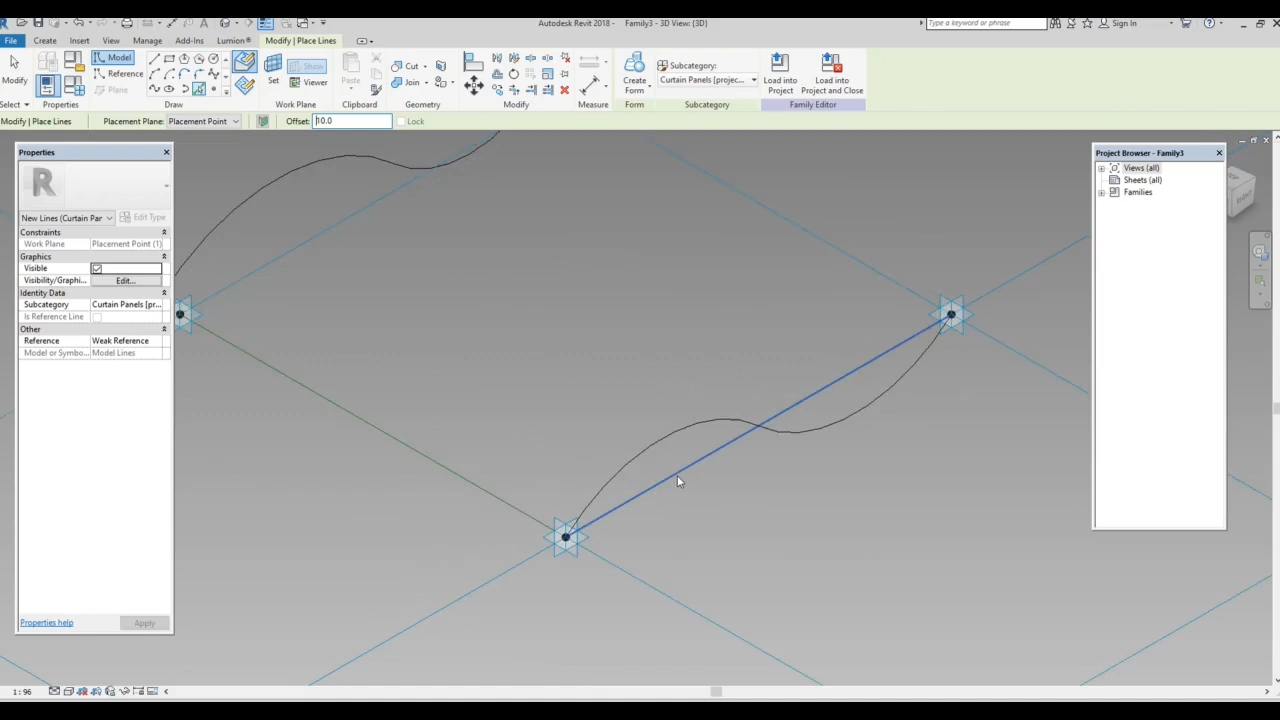 Autodesk Revit 2018 - Family3 - 3D View: {3D}
Type a keyword or phrase
Sign In
File Create Insert View Manage Add-Ins Lumion® Modify | Place Lines
Modify
Model
Reference
Plane
Set
Show
Viewer
Paste
Cut
Join
Create
Form
Subcategory:
Curtain Panels [projec...
Load into
Project
Load into
Project and Close
Select Properties Draw Work Plane Clipboard Geometry Modify Measure Form Subcategory Family Editor
Modify | Place Lines Placement Plane: Placement Point Offset: 10.0 Lock
Properties
New Lines (Curtain Par
Edit Type
Constraints
Work Plane Placement Point (1)
Graphics
Visible
Visibility/Graphi... Edit...
Identity Data
Subcategory Curtain Panels [pr...
Is Reference Line
Other
Reference Weak Reference
Model or Symbo... Model Lines
Properties help Apply
Project Browser - Family3
Views (all)
Sheets (all)
Families
1 : 96